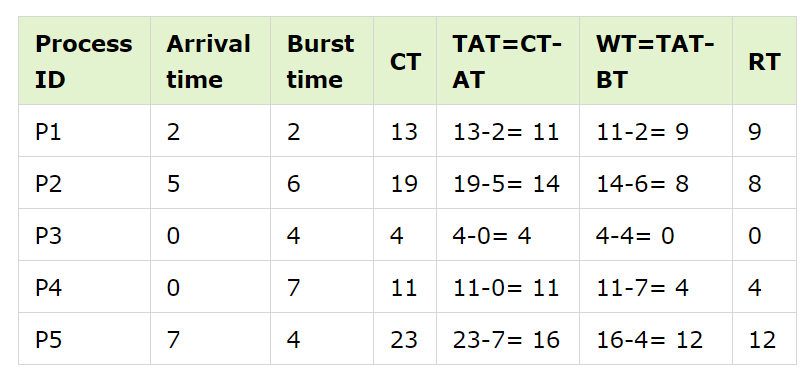 Process ID Arrival time Burst time CT TAT=CT-AT WT=TAT-BT RT
P1 2 2 13 13-2= 11 11-2= 9 9
P2 5 6 19 19-5= 14 14-6= 8 8
P3 0 4 4 4-0= 4 4-4= 0 0
P4 0 7 11 11-0= 11 11-7= 4 4
P5 7 4 23 23-7= 16 16-4= 12 12